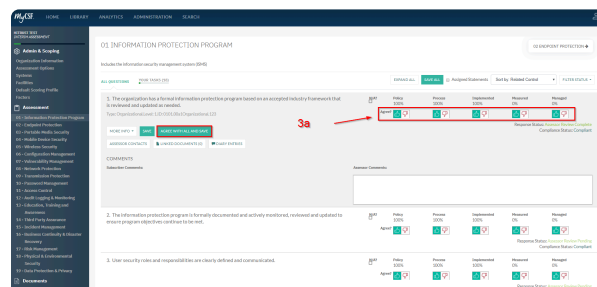 MyCSF HOME LIBRARY ANALYTICS ADMINISTRATION SEARCH
INTERIM ASSESSMENT
Admin & Scoping
Organization Information
Assessment Options
Systems
Facilities
Default Scoring Profile
Factors
Assessment
01 - Information Protection Program
02 - Endpoint Protection
03 - Portable Media Security
04 - Mobile Device Security
05 - Wireless Security
06 - Configuration Management
07 - Vulnerability Management
08 - Network Protection
09 - Transmission Protection
10 - Password Management
11 - Access Control
12 - Audit Logging & Monitoring
13 - Education, Training and
Awareness
14 - Third Party Assurance
15 - Incident Management
16 - Business Continuity & Disaster
Recovery
17 - Risk Management
18 - Physical & Environmental
Security
19 - Data Protection & Privacy
Documents
01 INFORMATION PROTECTION PROGRAM
02 ENDPOINT PROTECTION
Includes the information security management system (ISMS)
ALL QUESTIONS
EXPAND ALL SAVE ALL Assigned Statements Sort by Related Control FILTER STATUS
1. The organization has a formal information protection program based on an accepted industry framework that
is reviewed and updated as needed.
N/A? Policy Process Implemented Measured Managed
100% 100% 100% 0% 0%
Agree?
3a
MORE INFO SAVE AGREE WITH ALL AND SAVE
Compliance Status: Compliant
ASSESSOR CONTACTS LINKED DOCUMENTS (0) DIARY ENTRIES
COMMENTS
Subscriber Comments: Assessor Comments:
2. The information protection program is formally documented and actively monitored, reviewed and updated to
ensure program objectives continue to be met.
N/A? Policy Process Implemented Measured Managed
100% 100% 100% 0% 0%
Agree?
Compliance Status: Compliant
3. User security roles and responsibilities are clearly defined and communicated.
N/A? Policy Process Implemented Measured Managed
100% 100% 100% 0% 0%
Agree?